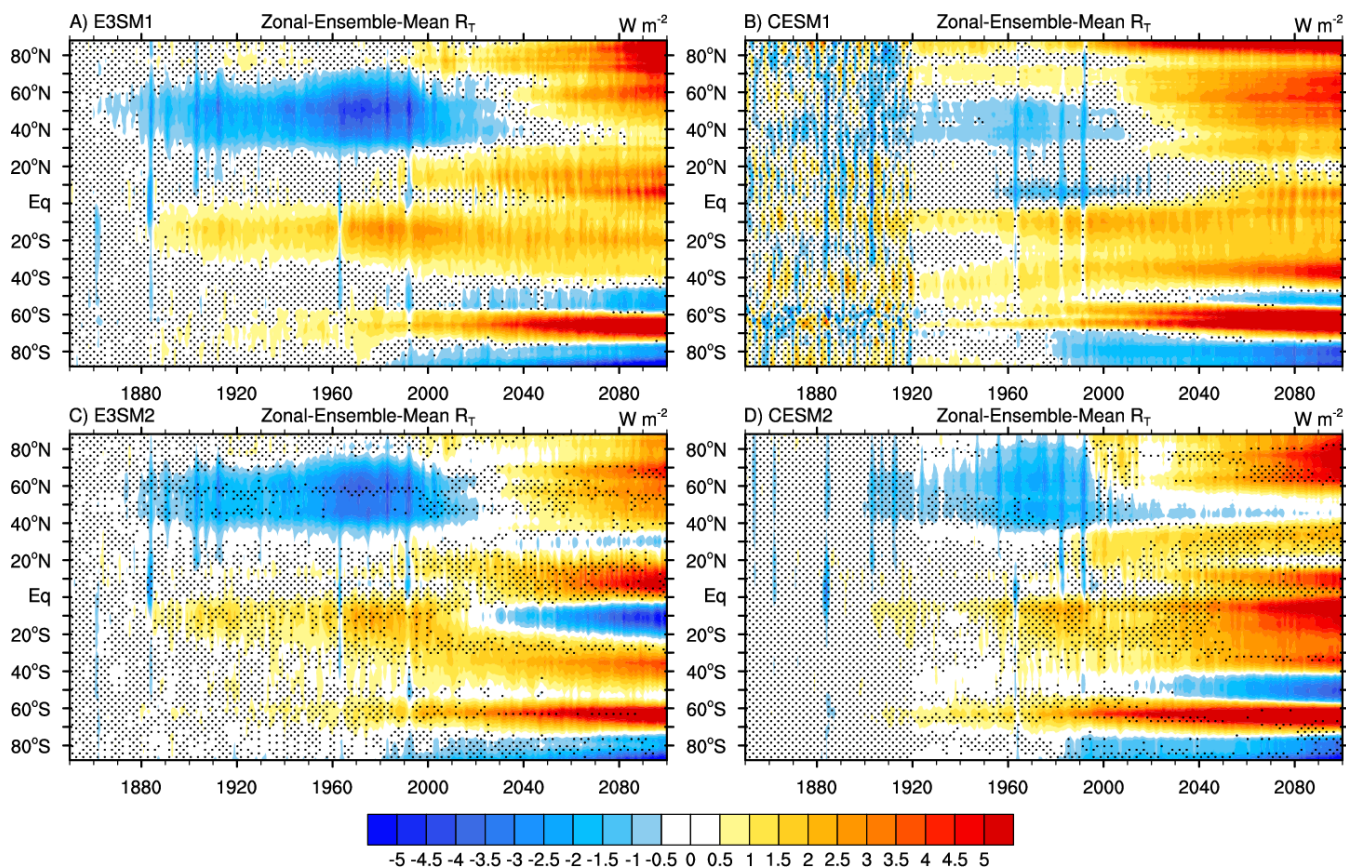 A) E3SM1 Zonal-Ensemble-Mean R_T W m⁻²
80°N
60°N
40°N
20°N
Eq
20°S
40°S
60°S
80°S
1880 1920 1960 2000 2040 2080
B) CESM1 Zonal-Ensemble-Mean R_T W m⁻²
80°N
60°N
40°N
20°N
Eq
20°S
40°S
60°S
80°S
1880 1920 1960 2000 2040 2080
C) E3SM2 Zonal-Ensemble-Mean R_T W m⁻²
80°N
60°N
40°N
20°N
Eq
20°S
40°S
60°S
80°S
1880 1920 1960 2000 2040 2080
D) CESM2 Zonal-Ensemble-Mean R_T W m⁻²
80°N
60°N
40°N
20°N
Eq
20°S
40°S
60°S
80°S
1880 1920 1960 2000 2040 2080
-5 -4.5 -4 -3.5 -3 -2.5 -2 -1.5 -1 -0.5 0 0.5 1 1.5 2 2.5 3 3.5 4 4.5 5